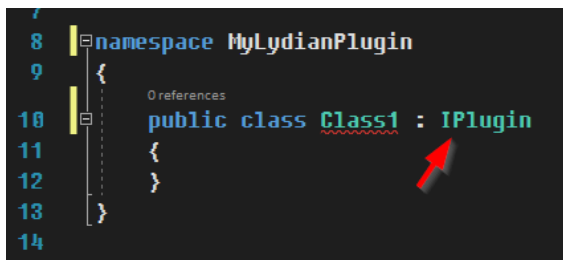 7
8 namespace MyLydianPlugin
9 {
0 references
10 public class Class1 : IPlugin
11 {
12 }
13 }
14